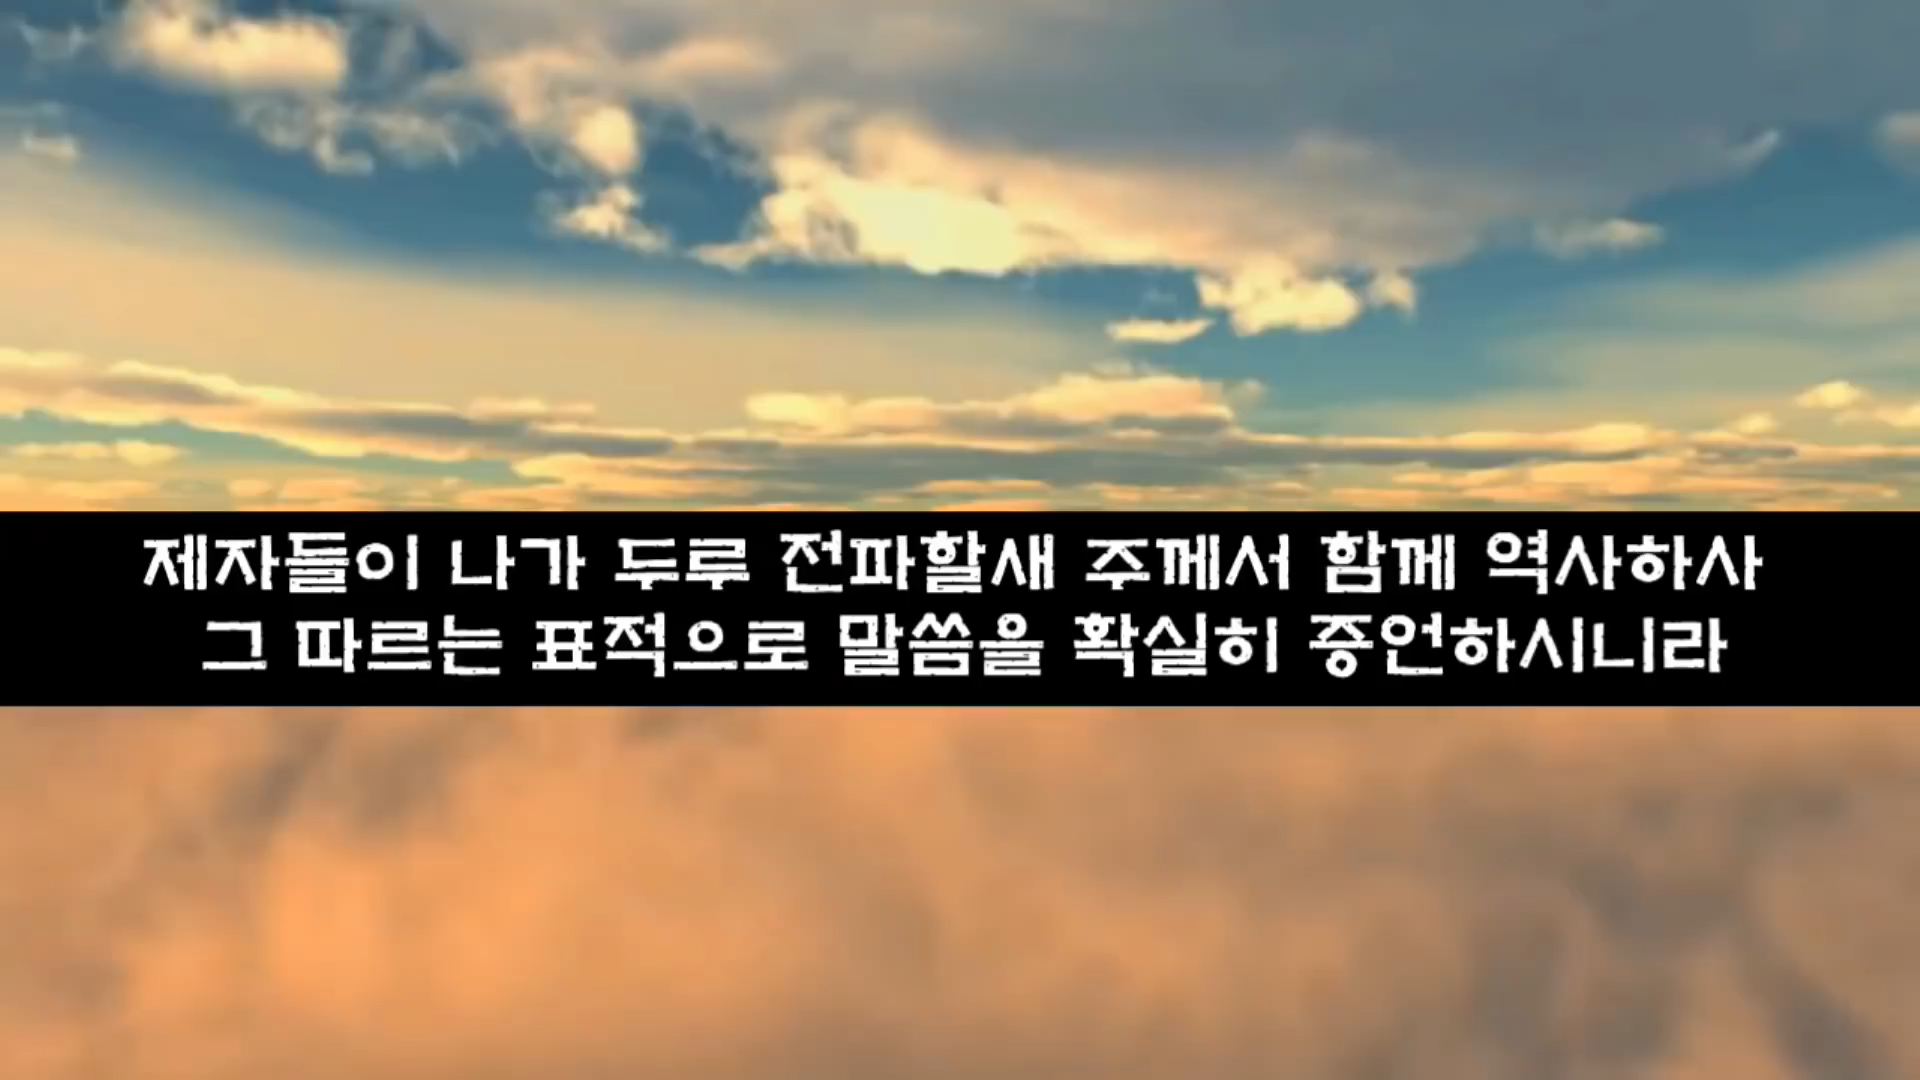 제자들이 나가 두루 전파할새 주께서 함께 역사하사
그 따르는 표적으로 말씀을 확실히 증언하시니라